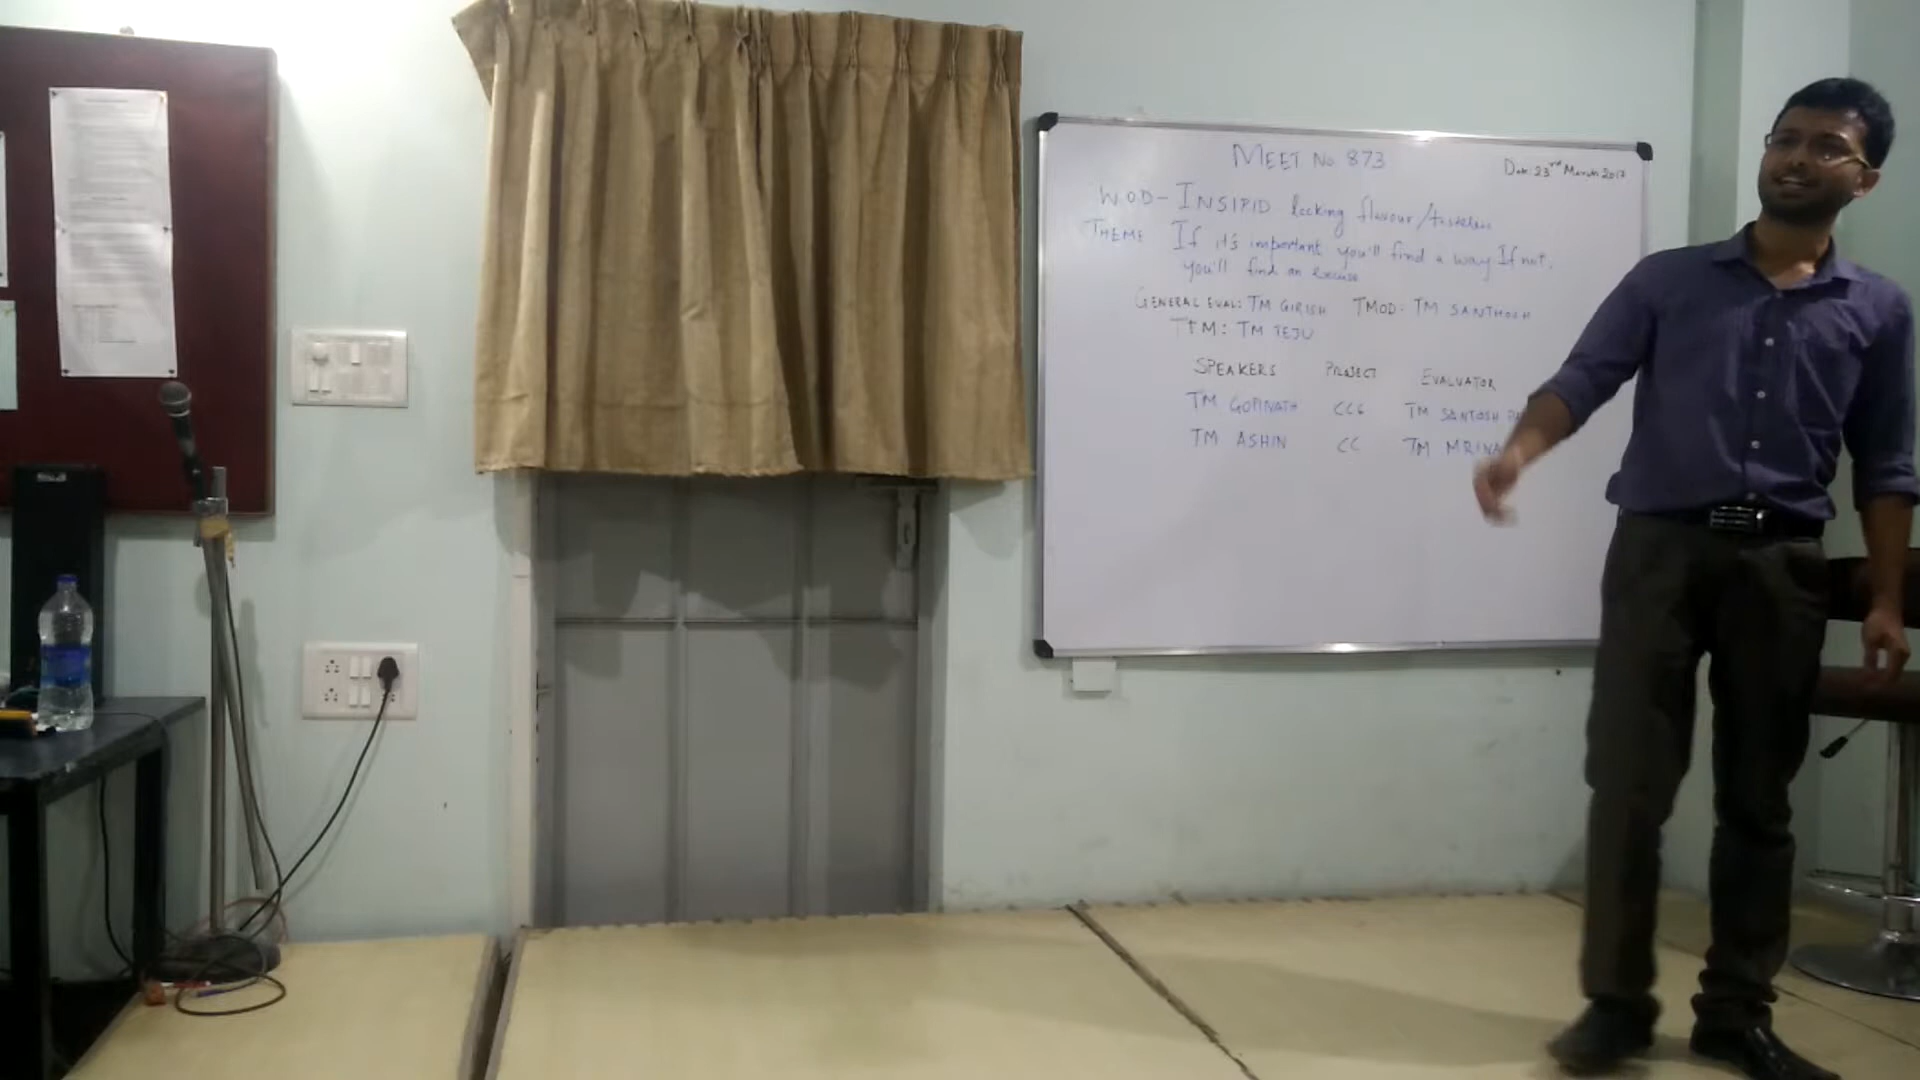 MEET No 873
Date: 23rd March 2017
WOD - INSIPID lacking flavour/tasteless
THEME If it's important you'll find a way If not,
you'll find an excuse
GENERAL EVAL: TM GIRISH TMOD: TM SANTHOSH
TTM: TM TEJU
SPEAKERS PROJECT EVALUATOR
TM GOPINATH CC6 TM SANTOSH
TM ASHIN CC TM MRINA